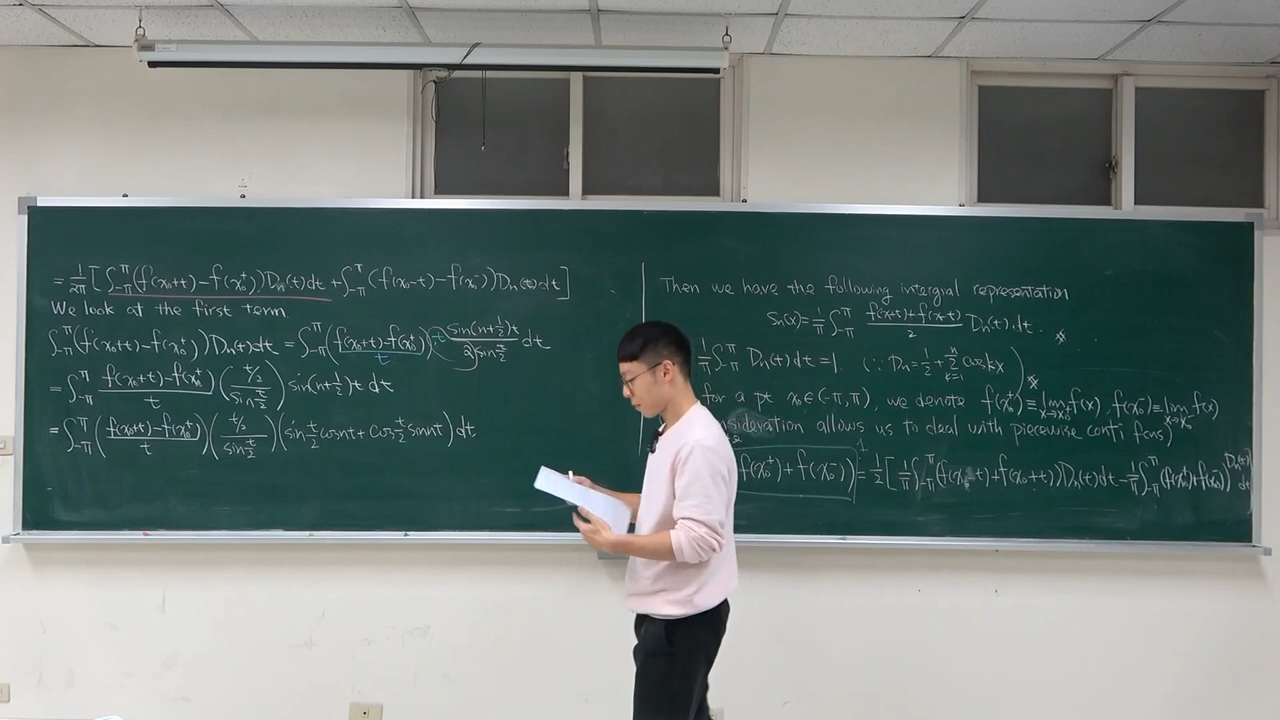 = 1/2π [ ∫_{-π}^{π} (f(x₀+t)-f(x₀⁺))Dₙ(t)dt + ∫_{-π}^{π} (f(x₀-t)-f(x₀⁻))Dₙ(t)dt ]
We look at the first term
∫_{-π}^{π} (f(x₀+t)-f(x₀⁺))Dₙ(t)dt = ∫_{-π}^{π} ( (f(x₀+t)-f(x₀⁺))/t ) ( t · sin(n+1/2)t / 2 sin t/2 ) dt
= ∫_{-π}^{π} (f(x₀+t)-f(x₀⁺))/t ( (t/2)/(sin t/2) ) sin(n+1/2)t dt
= ∫_{-π}^{π} ( (f(x₀+t)-f(x₀⁺))/t ) ( (t/2)/(sin t/2) ) ( sin t/2 cos nt + cos t/2 sin nt ) dt
Then we have the following intergral representation
Sₙ(x) = 1/π ∫_{-π}^{π} (f(x+t)+f(x-t))/2 Dₙ(t)dt. ※
1/π ∫_{-π}^{π} Dₙ(t)dt = 1. (∵ Dₙ = 1/2 + Σ_{k=1}^{n} cos kx) ※
for a pt x₀∈(-π,π), we denote f(x₀⁺) ≡ lim_{x→x₀⁺} f(x), f(x₀⁻) ≡ lim_{x→x₀⁻} f(x)
nsideration allows us to deal with piecewise conti fcns)
f(x₀⁺)+f(x₀⁻)) = 1/2 [ 1/π ∫_{-π}^{π} (f(x₀-t)+f(x₀+t))Dₙ(t)dt - 1/π ∫_{-π}^{π} (f(x₀⁺)+f(x₀⁻)) Dₙ(t) dt